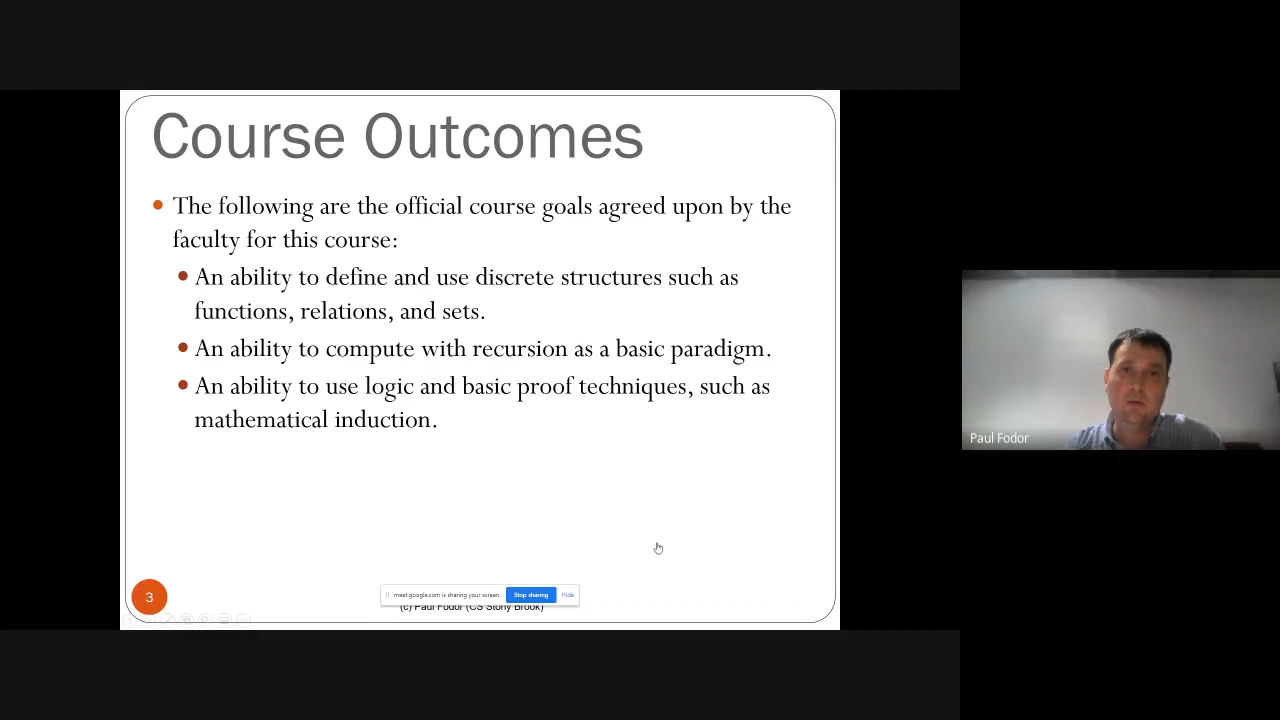 Course Outcomes
The following are the official course goals agreed upon by the
faculty for this course:
An ability to define and use discrete structures such as
functions, relations, and sets.
An ability to compute with recursion as a basic paradigm.
An ability to use logic and basic proof techniques, such as
mathematical induction.
Paul Fodor
3
meet.google.com is sharing your screen.
Stop sharing
Hide
(c) Paul Fodor (CS Stony Brook)